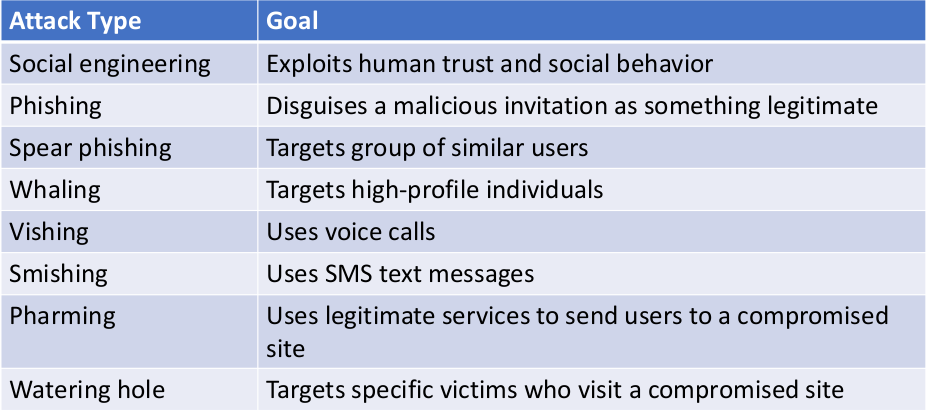 Attack Type Goal
Social engineering Exploits human trust and social behavior
Phishing Disguises a malicious invitation as something legitimate
Spear phishing Targets group of similar users
Whaling Targets high-profile individuals
Vishing Uses voice calls
Smishing Uses SMS text messages
Pharming Uses legitimate services to send users to a compromised
site
Watering hole Targets specific victims who visit a compromised site